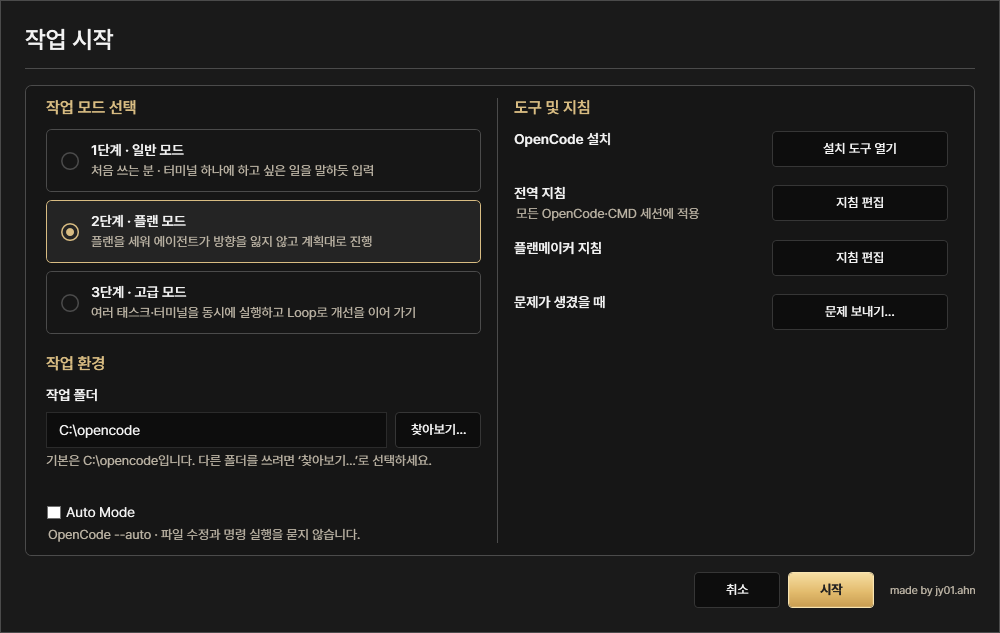 작업 시작
작업 모드 선택
1단계 · 일반 모드
처음 쓰는 분 · 터미널 하나에 하고 싶은 일을 말하듯 입력
2단계 · 플랜 모드
플랜을 세워 에이전트가 방향을 잃지 않고 계획대로 진행
3단계 · 고급 모드
여러 태스크·터미널을 동시에 실행하고 Loop로 개선을 이어 가기
작업 환경
작업 폴더
C:\opencode
찾아보기...
기본은 C:\opencode입니다. 다른 폴더를 쓰려면 '찾아보기...'로 선택하세요.
Auto Mode
OpenCode --auto · 파일 수정과 명령 실행을 묻지 않습니다.
도구 및 지침
OpenCode 설치
설치 도구 열기
전역 지침
모든 OpenCode·CMD 세션에 적용
지침 편집
플랜메이커 지침
지침 편집
문제가 생겼을 때
문제 보내기...
취소
시작
made by jy01.ahn